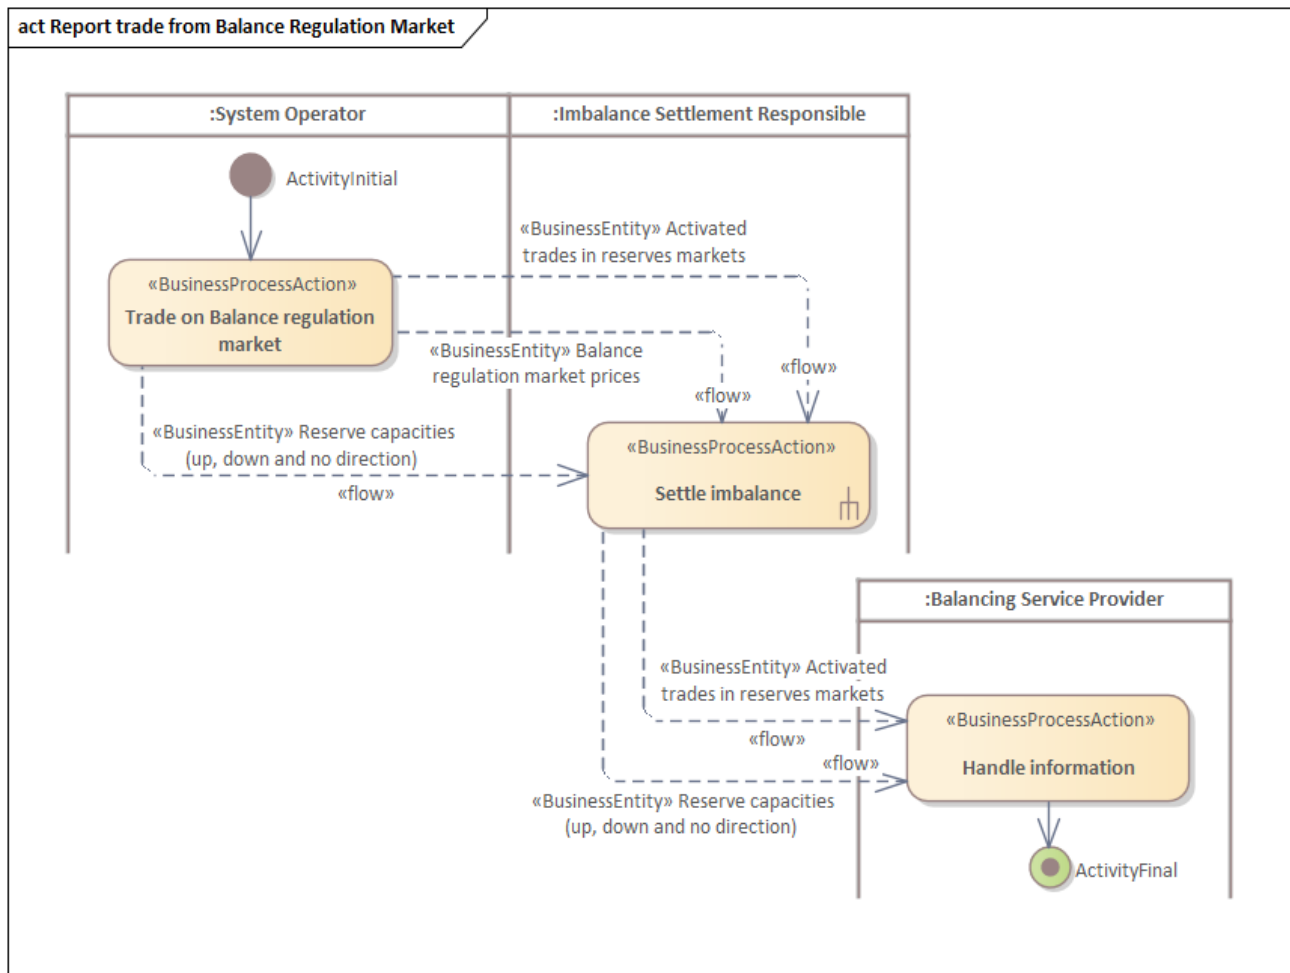 act Report trade from Balance Regulation Market
:System Operator
:Imbalance Settlement Responsible
ActivityInitial
«BusinessEntity» Activated
trades in reserves markets
«BusinessProcessAction»
Trade on Balance regulation
market
«BusinessEntity» Balance
regulation market prices
«flow»
«flow»
«BusinessEntity» Reserve capacities
(up, down and no direction)
«flow»
«BusinessProcessAction»
Settle imbalance
:Balancing Service Provider
«BusinessEntity» Activated
trades in reserves markets
«flow»
«BusinessProcessAction»
Handle information
«flow»
«BusinessEntity» Reserve capacities
(up, down and no direction)
ActivityFinal